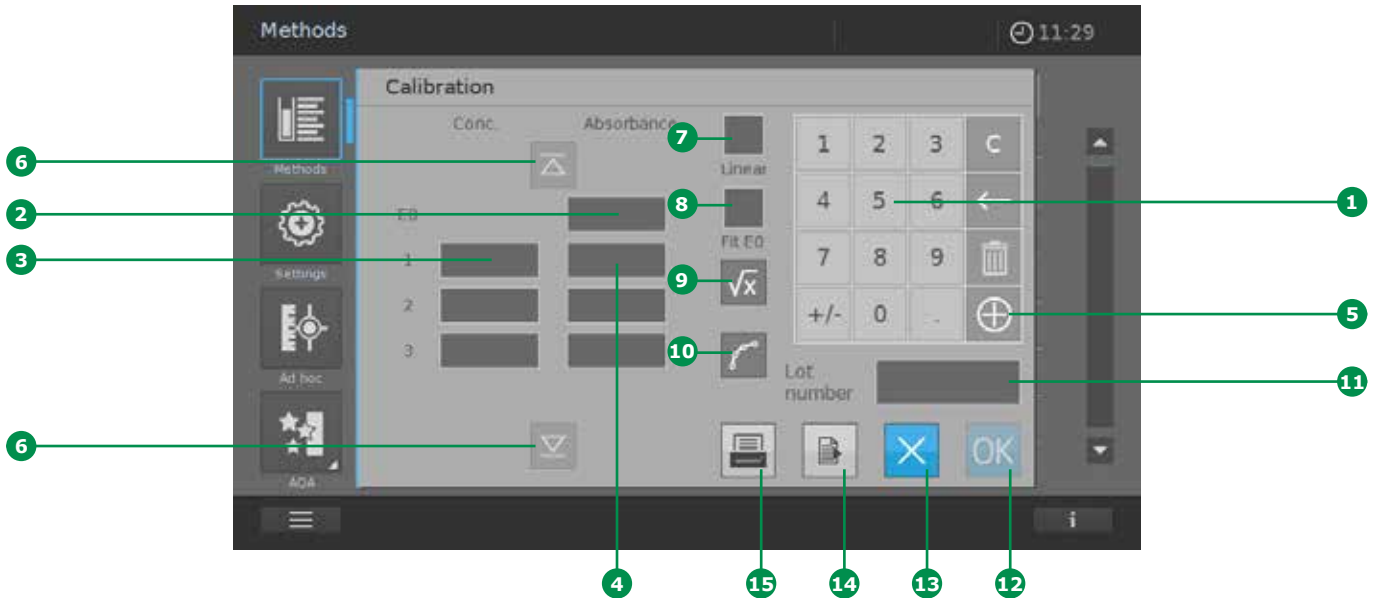 Methods 11:29
Calibration
Conc. Absorbance
7
1 2 3 C
6
Methods
Linear
2
E0
8
4 5 6 ←
1
3
1
Fit E0
7 8 9
Settings
9
√x
2
+/- 0 .
5
10
3
Ad hoc
Lot
number
11
6
OK
AQA
i
4 15 14 13 12